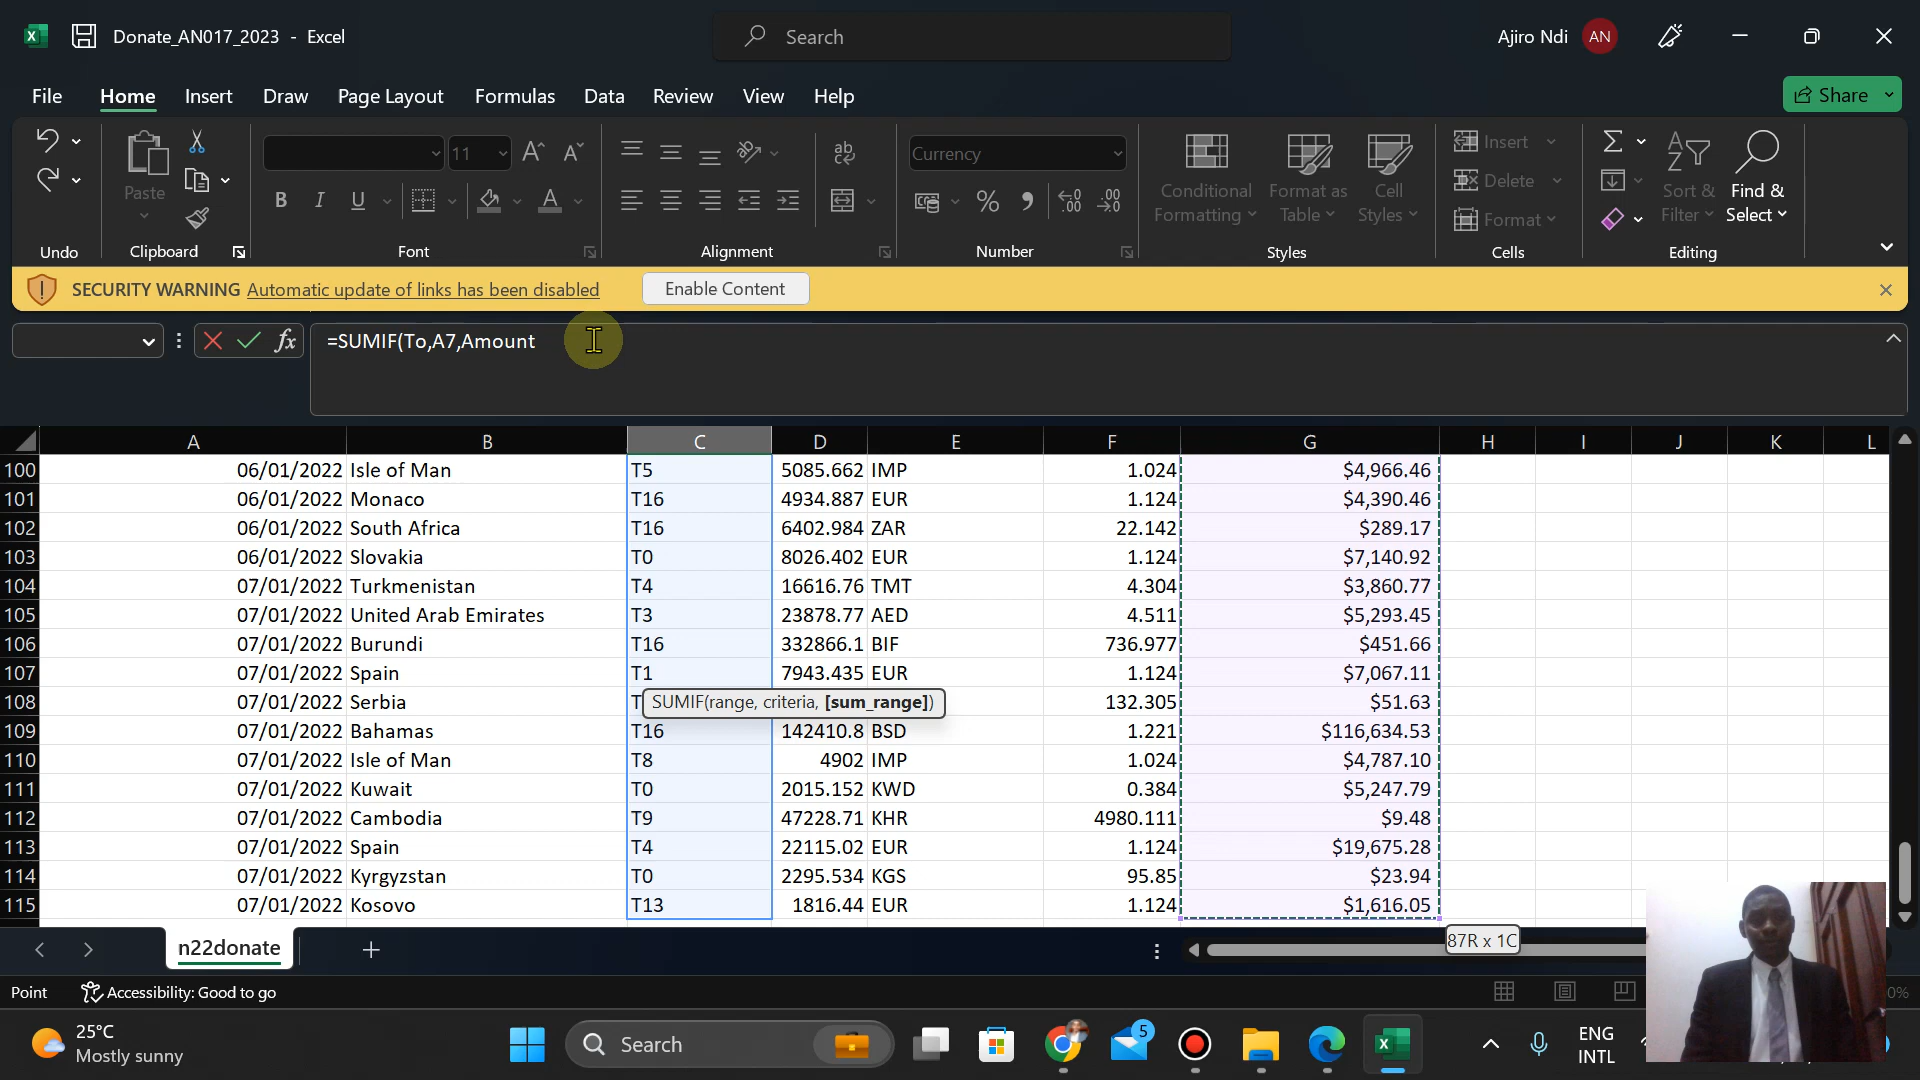 Donate_AN017_2023 - Excel
Search
Ajiro Ndi AN
File Home Insert Draw Page Layout Formulas Data Review View Help
Share
11
Currency
Paste
Conditional Formatting
Format as Table
Cell Styles
Insert
Delete
Format
Sort & Filter
Find & Select
Undo Clipboard Font Alignment Number Styles Cells Editing
SECURITY WARNING Automatic update of links has been disabled Enable Content
=SUMIF(To,A7,Amount
A B C D E F G H I J K L
100 06/01/2022 Isle of Man T5 5085.662 IMP 1.024 $4,966.46
101 06/01/2022 Monaco T16 4934.887 EUR 1.124 $4,390.46
102 06/01/2022 South Africa T16 6402.984 ZAR 22.142 $289.17
103 06/01/2022 Slovakia T0 8026.402 EUR 1.124 $7,140.92
104 07/01/2022 Turkmenistan T4 16616.76 TMT 4.304 $3,860.77
105 07/01/2022 United Arab Emirates T3 23878.77 AED 4.511 $5,293.45
106 07/01/2022 Burundi T16 332866.1 BIF 736.977 $451.66
107 07/01/2022 Spain T1 7943.435 EUR 1.124 $7,067.11
108 07/01/2022 Serbia T SUMIF(range, criteria, [sum_range]) 132.305 $51.63
109 07/01/2022 Bahamas T16 142410.8 BSD 1.221 $116,634.53
110 07/01/2022 Isle of Man T8 4902 IMP 1.024 $4,787.10
111 07/01/2022 Kuwait T0 2015.152 KWD 0.384 $5,247.79
112 07/01/2022 Cambodia T9 47228.71 KHR 4980.111 $9.48
113 07/01/2022 Spain T4 22115.02 EUR 1.124 $19,675.28
114 07/01/2022 Kyrgyzstan T0 2295.534 KGS 95.85 $23.94
115 07/01/2022 Kosovo T13 1816.44 EUR 1.124 $1,616.05
n22donate
87R x 1C
Point Accessibility: Good to go
25°C
Mostly sunny
Search
5
ENG
INTL